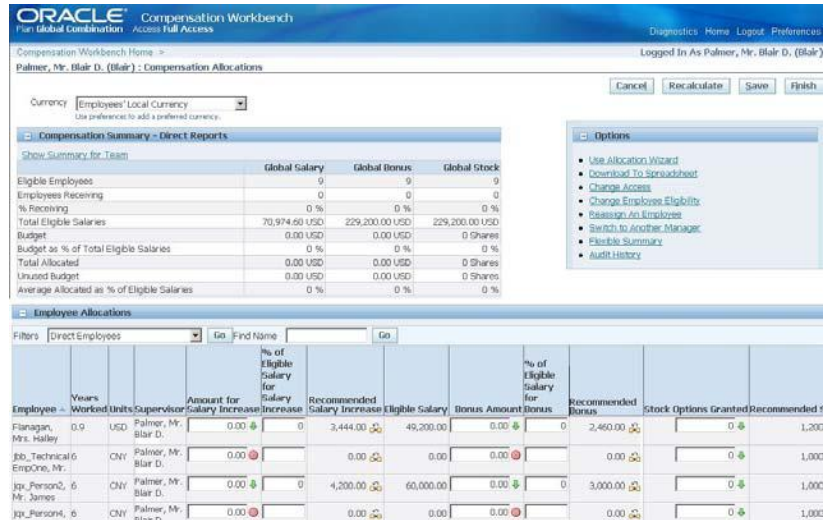 ORACLE Compensation Workbench
Plan Global Combination Access Full Access
Diagnostics Home Logout Preferences
Compensation Workbench Home >
Logged In As Palmer, Mr. Blair D. (Blair)
Palmer, Mr. Blair D. (Blair) : Compensation Allocations
Cancel Recalculate Save Finish
Currency Employees' Local Currency
Use preferences to add a preferred currency.
Compensation Summary - Direct Reports
Show Summary for Team
Global Salary Global Bonus Global Stock
Eligible Employees 9 9 9
Employees Receiving 0 0 0
% Receiving 0 % 0 % 0 %
Total Eligible Salaries 70,974.60 USD 229,200.00 USD 229,200.00 USD
Budget 0.00 USD 0.00 USD 0 Shares
Budget as % of Total Eligible Salaries 0 % 0 % 0 %
Total Allocated 0.00 USD 0.00 USD 0 Shares
Unused Budget 0.00 USD 0.00 USD 0 Shares
Average Allocated as % of Eligible Salaries 0 % 0 % 0 %
Options
Use Allocation Wizard
Download To Spreadsheet
Change Access
Change Employee Eligibility
Reassign An Employee
Switch to Another Manager
Flexible Summary
Audit History
Employee Allocations
Filters Direct Employees Go Find Name Go
Employee Years Worked Units Supervisor Amount for Salary Increase % of Eligible Salary for Salary Increase Recommended Salary Increase Eligible Salary Bonus Amount % of Eligible Salary for Bonus Recommended Bonus Stock Options Granted Recommended
Flanagan, Mrs. Halley 0.9 USD Palmer, Mr. Blair D. 0.00 0 3,444.00 49,200.00 0.00 0 2,460.00 0 1,200
jbb_Technical EmpOne, Mr. 6 CNY Palmer, Mr. Blair D. 0.00 0.00 0.00 0.00 0.00 0 1,000
jqx_Person2, Mr. James 6 CNY Palmer, Mr. Blair D. 0.00 0 4,200.00 60,000.00 0.00 0 3,000.00 0 1,000
jqx_Person4, 6 CNY Palmer, Mr. Blair D. 0.00 0.00 0.00 0.00 0.00 0 1,000